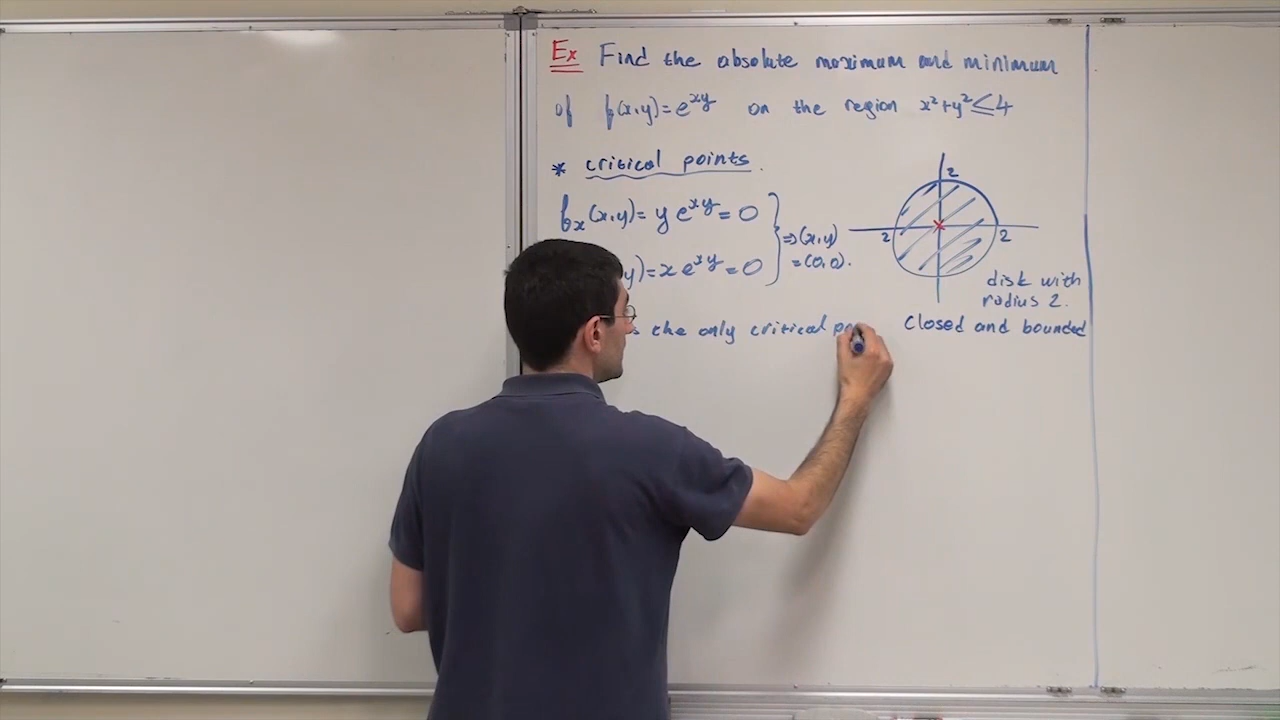 Ex Find the absolute maximum and minimum
of f(x,y)=e^{xy} on the region x²+y²≤4
* critical points.
f_x(x,y)= y e^{xy} = 0
y)= x e^{xy} = 0
⇒(x,y)
=(0,0).
the only critical
2
2
2
disk with
radius 2.
Closed and bounded